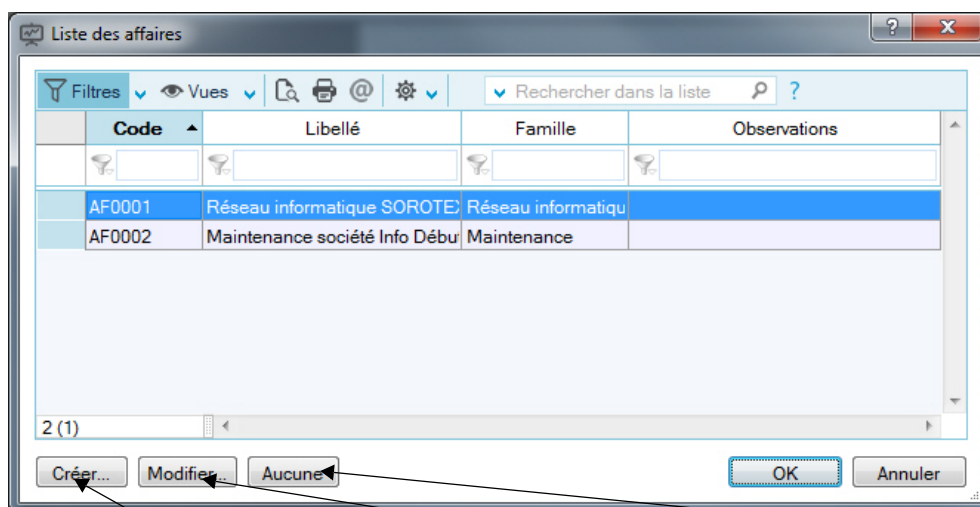 Liste des affaires
?
Filtres Vues @ Rechercher dans la liste ?
Code Libellé Famille Observations
AF0001 Réseau informatique SOROTEX Réseau informatiqu
AF0002 Maintenance société Info Débu Maintenance
2 (1)
Créer... Modifier... Aucune OK Annuler